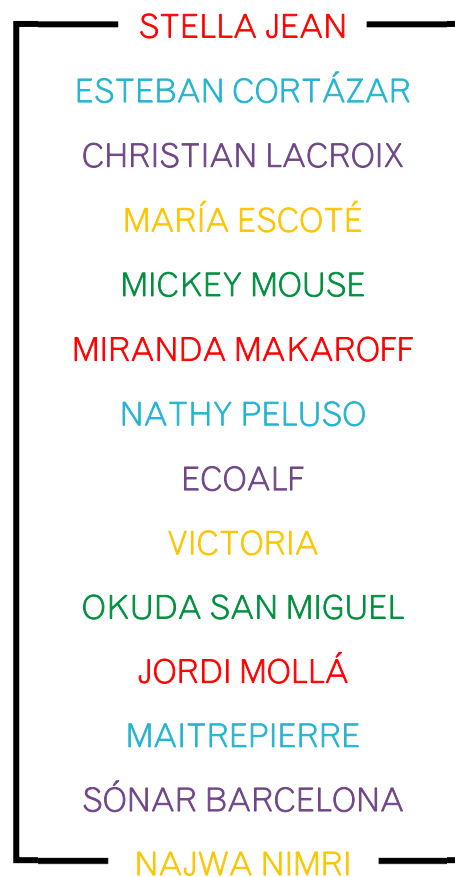 STELLA JEAN
ESTEBAN CORTÁZAR
CHRISTIAN LACROIX
MARÍA ESCOTÉ
MICKEY MOUSE
MIRANDA MAKAROFF
NATHY PELUSO
ECOALF
VICTORIA
OKUDA SAN MIGUEL
JORDI MOLLÁ
MAITREPIERRE
SÓNAR BARCELONA
NAJWA NIMRI